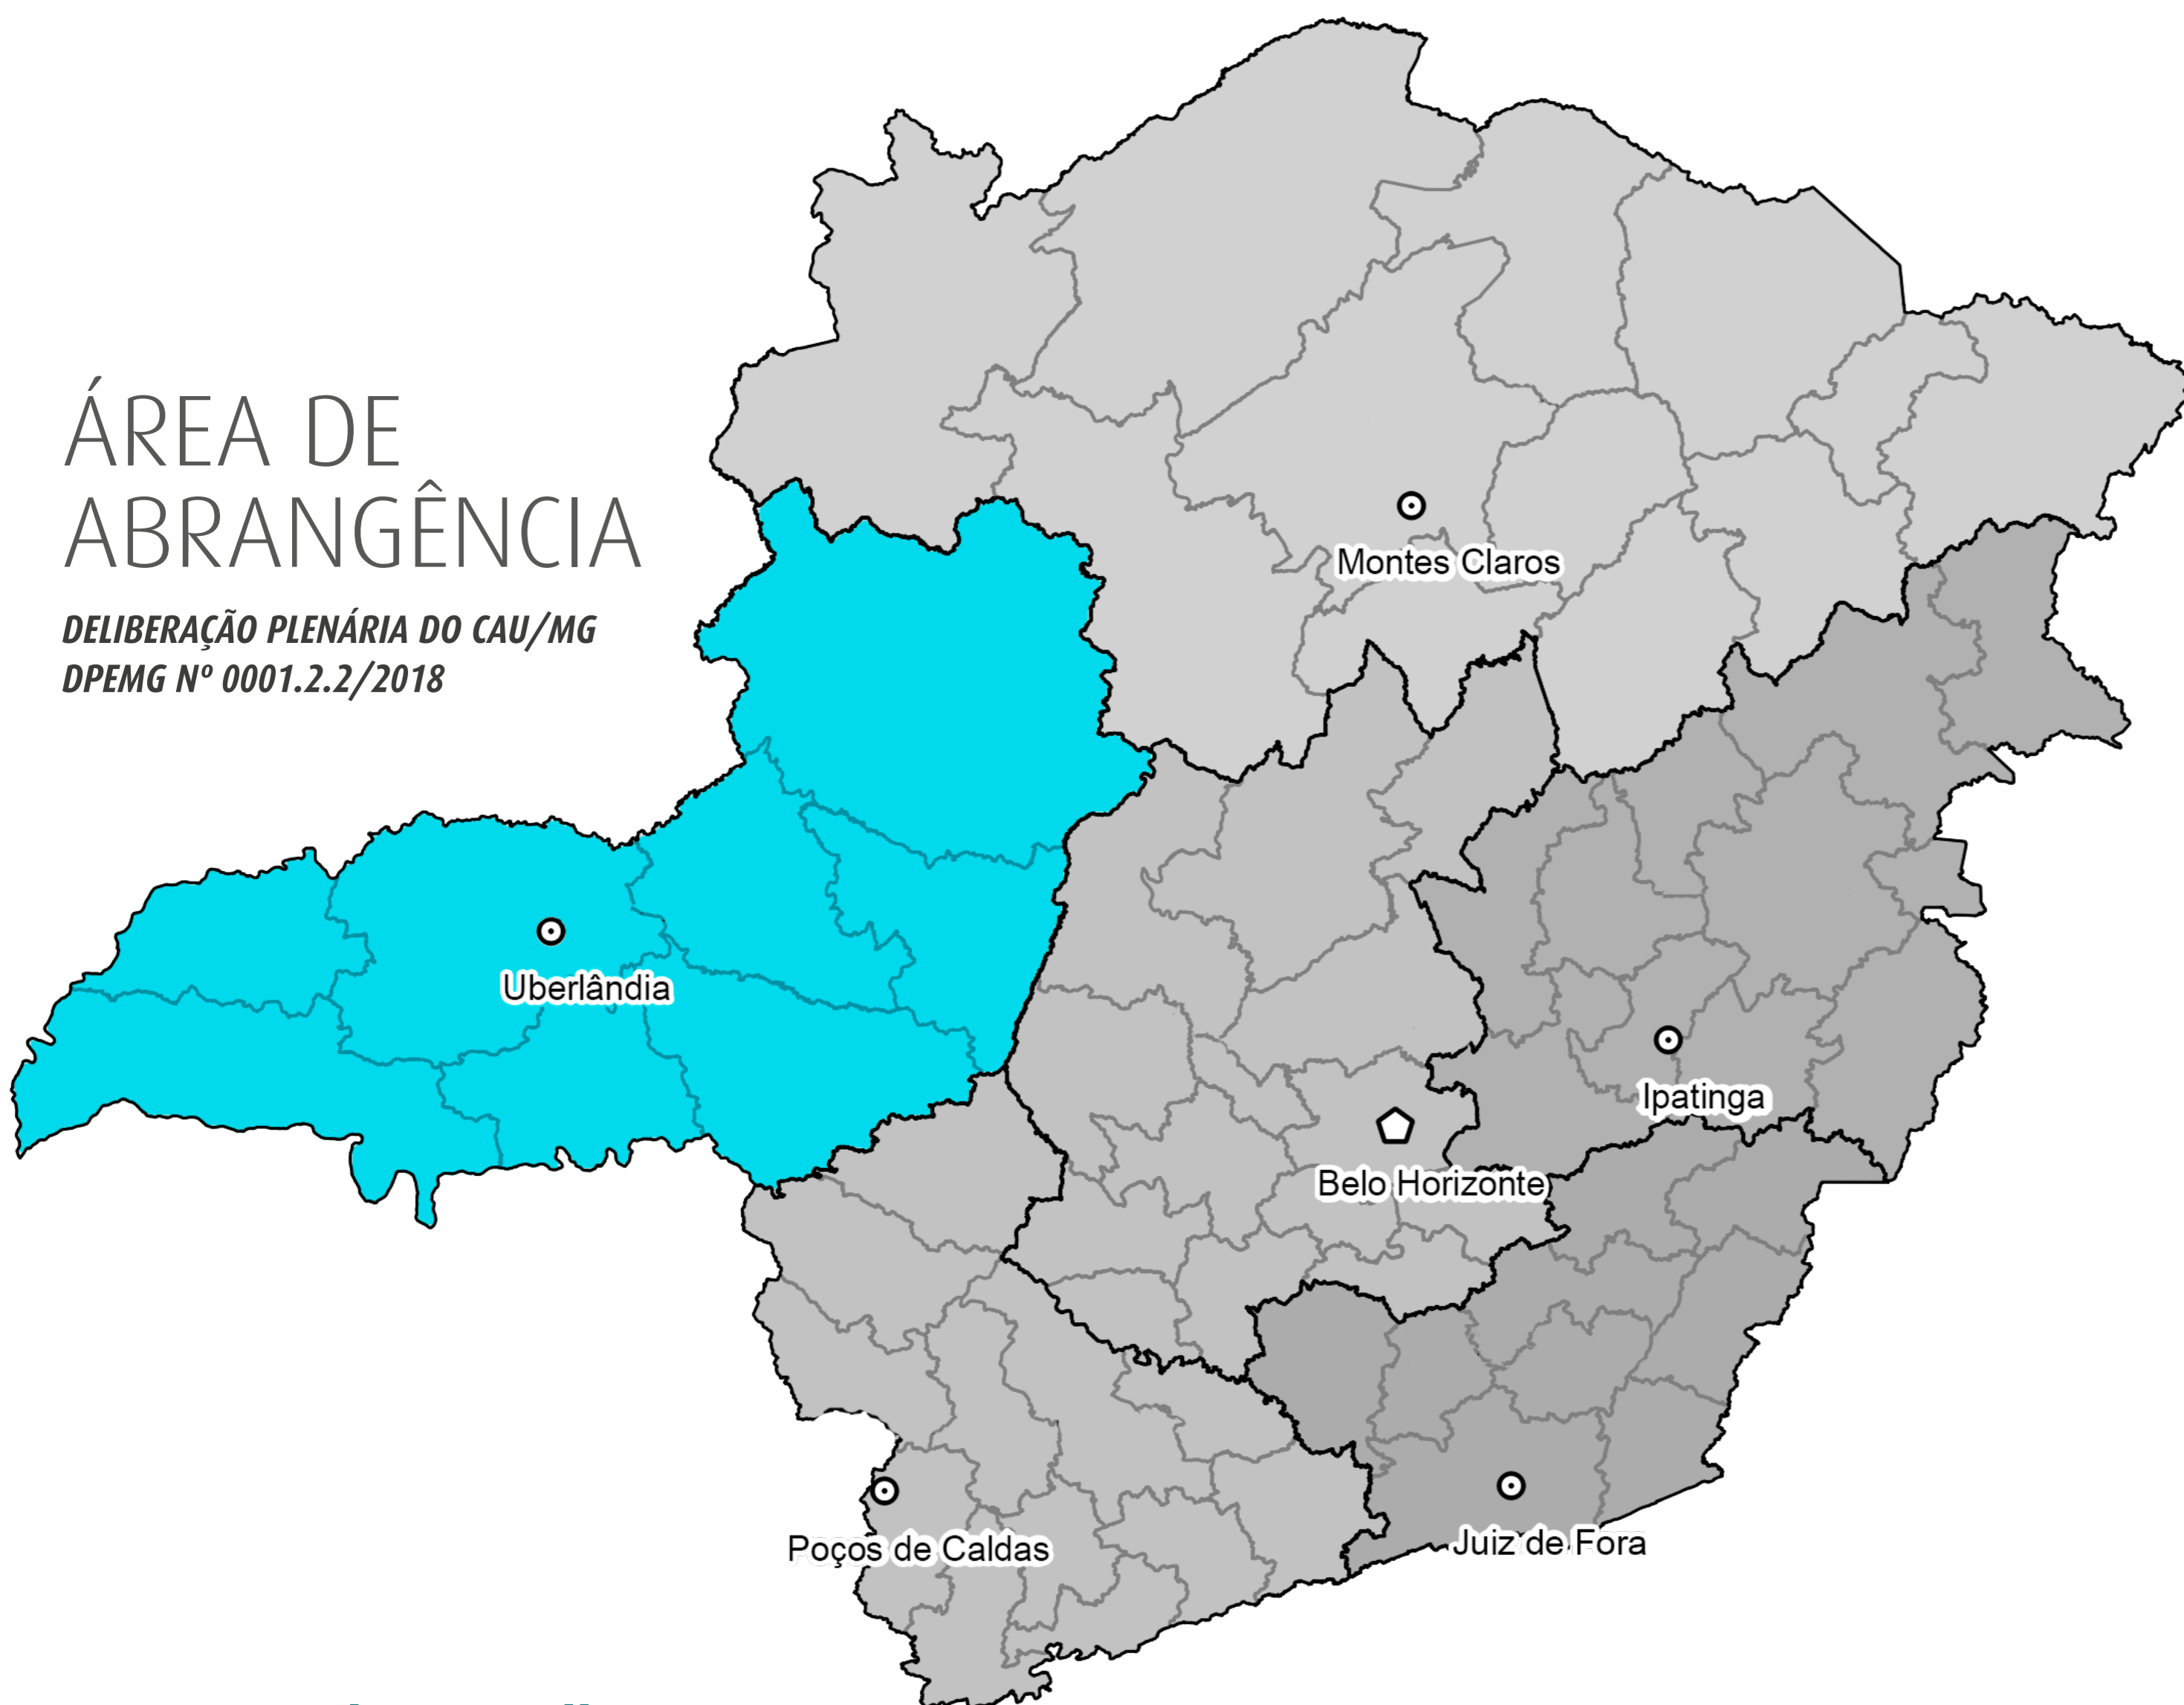 ÁREA DE
ABRANGÊNCIA
DELIBERAÇÃO PLENÁRIA DO CAU/MG
DPEMG Nº 0001.2.2/2018
Montes Claros
Uberlândia
Ipatinga
Belo Horizonte
Poços de Caldas
Juiz de Fora